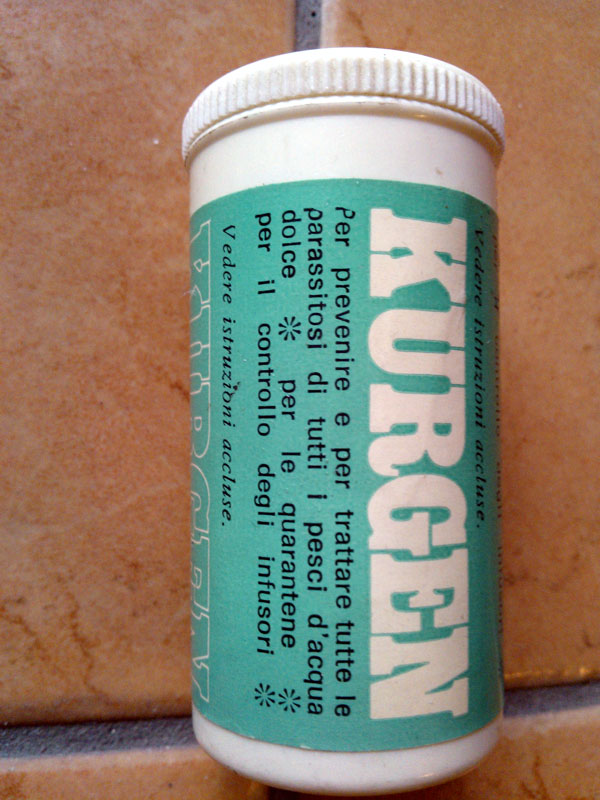 KURGEN
Per prevenire e per trattare tutte le
parassitosi di tutti i pesci d'acqua
dolce ✻ per le quarantene ✻
per il controllo degli infusori ✻
Vedere istruzioni accluse.
KURGEN
Vedere istruzioni accluse.